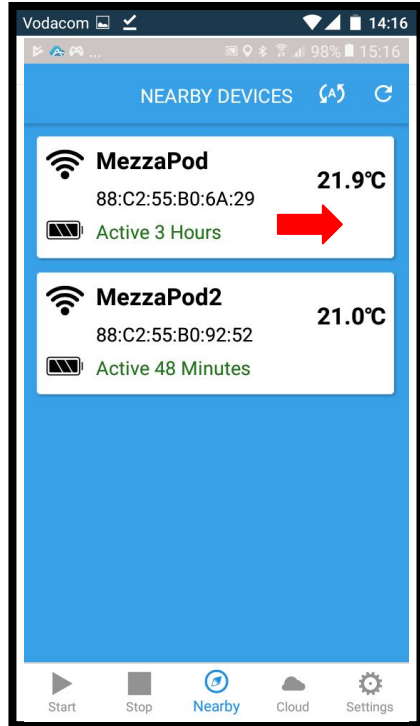 Vodacom 14:16
... 98% 15:16
NEARBY DEVICES (A)
MezzaPod
21.9℃
88:C2:55:B0:6A:29
Active 3 Hours
MezzaPod2
21.0℃
88:C2:55:B0:92:52
Active 48 Minutes
Start Stop Nearby Cloud Settings